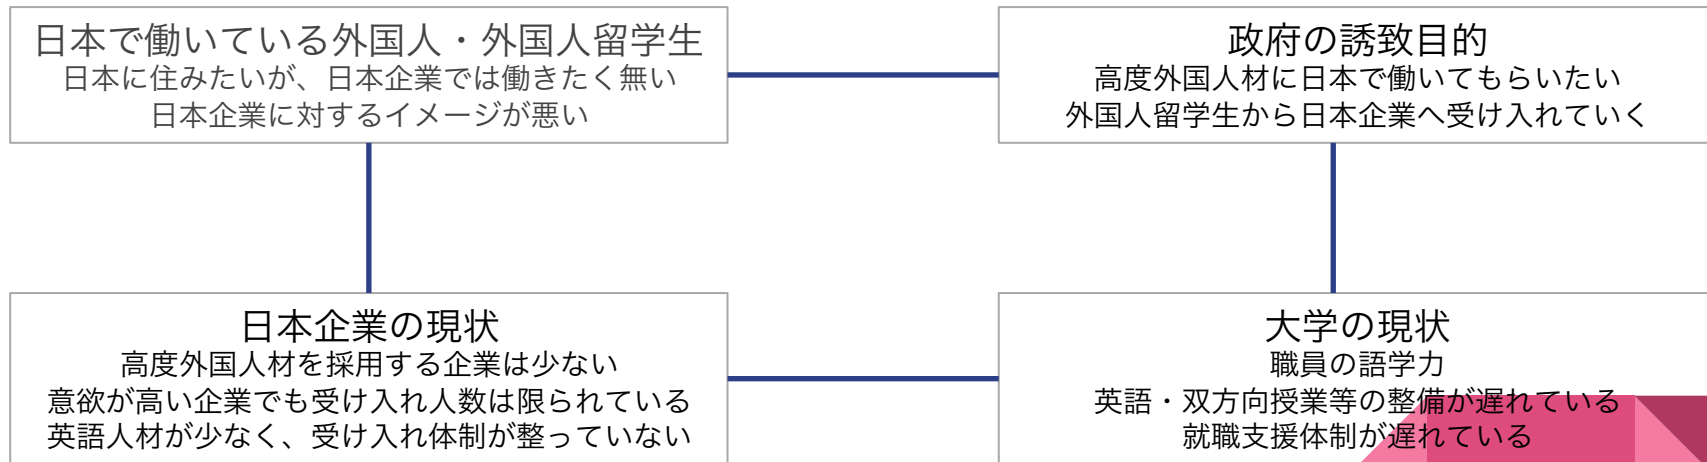 日本で働いている外国人・外国人留学生
日本に住みたいが、日本企業では働きたく無い
日本企業に対するイメージが悪い
政府の誘致目的
高度外国人材に日本で働いてもらいたい
外国人留学生から日本企業へ受け入れていく
日本企業の現状
高度外国人材を採用する企業は少ない
意欲が高い企業でも受け入れ人数は限られている
英語人材が少なく、受け入れ体制が整っていない
大学の現状
職員の語学力
英語・双方向授業等の整備が遅れている
就職支援体制が遅れている